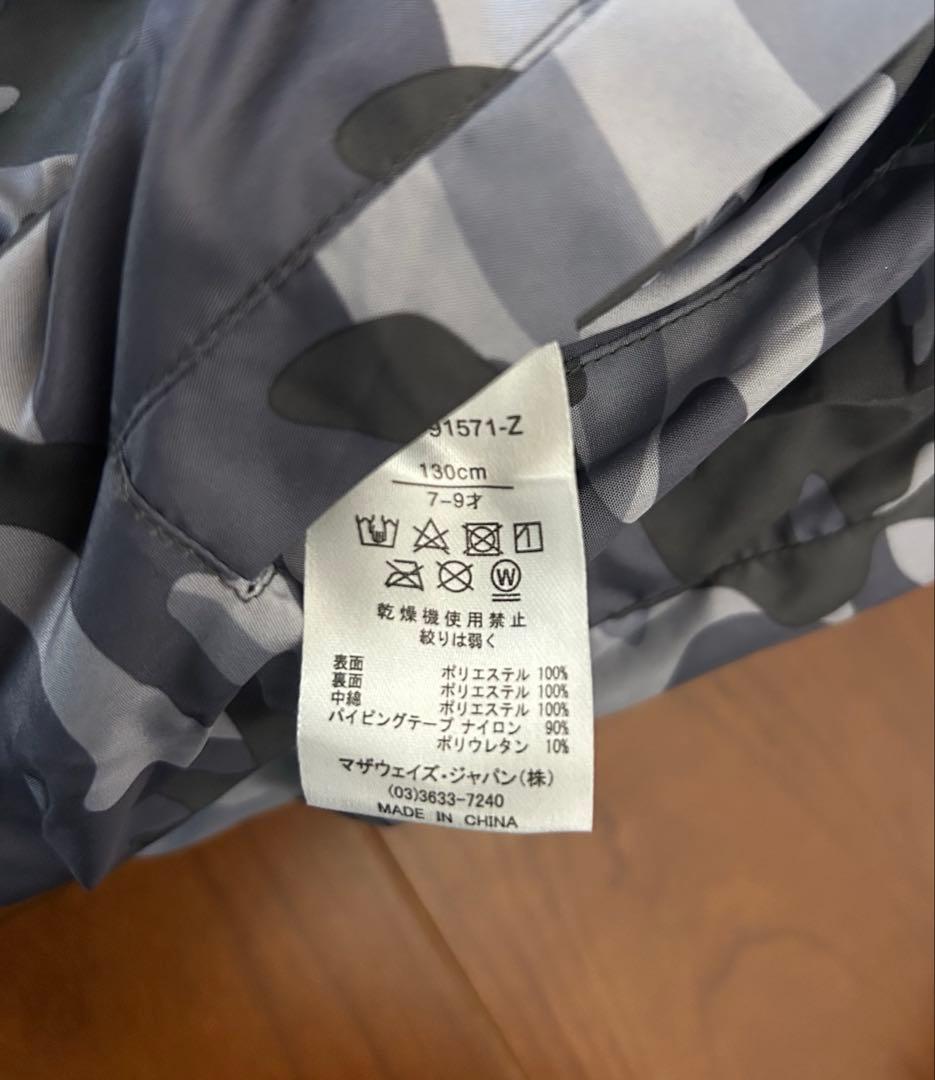 91571-Z
130cm
7-9才
W
乾燥機使用禁止
絞りは弱く
表面 ポリエステル 100%
裏面 ポリエステル 100%
中綿 ポリエステル 100%
パイピングテープ ナイロン 90%
ポリウレタン 10%
マザウェイズ・ジャパン(株)
(03)3633-7240
MADE IN CHINA